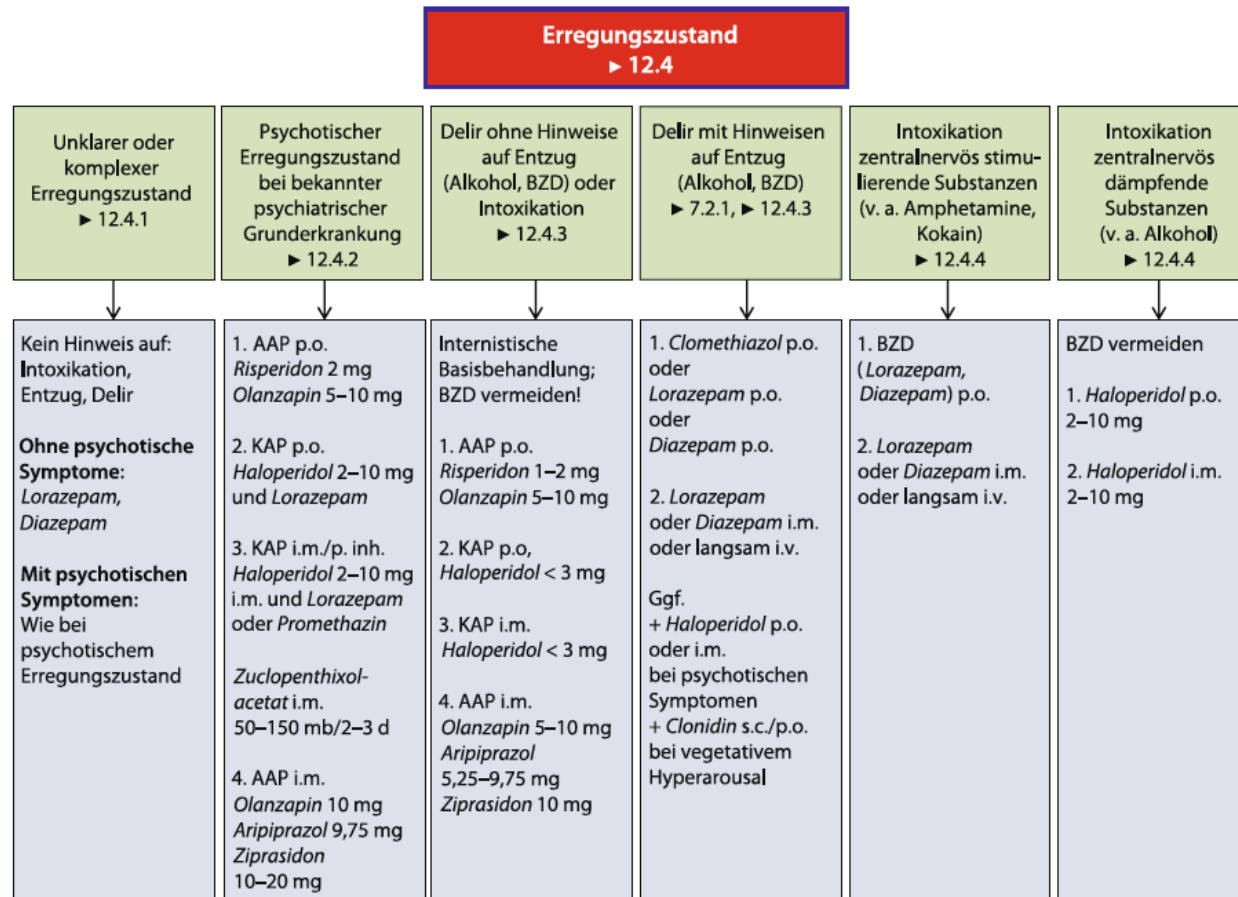 Erregungszustand
► 12.4
Unklarer oder
komplexer
Erregungszustand
► 12.4.1
Psychotischer
Erregungszustand
bei bekannter
psychiatrischer
Grunderkrankung
► 12.4.2
Delir ohne Hinweise
auf Entzug
(Alkohol, BZD) oder
Intoxikation
► 12.4.3
Delir mit Hinweisen
auf Entzug
(Alkohol, BZD)
► 7.2.1, ► 12.4.3
Intoxikation
zentralnervös stimu-
lierende Substanzen
(v. a. Amphetamine,
Kokain)
► 12.4.4
Intoxikation
zentralnervös
dämpfende
Substanzen
(v. a. Alkohol)
► 12.4.4
Kein Hinweis auf:
Intoxikation,
Entzug, Delir
Ohne psychotische
Symptome:
Lorazepam,
Diazepam
Mit psychotischen
Symptomen:
Wie bei
psychotischem
Erregungszustand
1. AAP p.o.
Risperidon 2 mg
Olanzapin 5–10 mg
2. KAP p.o.
Haloperidol 2–10 mg
und Lorazepam
3. KAP i.m./p. inh.
Haloperidol 2–10 mg
i.m. und Lorazepam
oder Promethazin
Zuclopenthixol-
acetat i.m.
50–150 mb/2–3 d
4. AAP i.m.
Olanzapin 10 mg
Aripiprazol 9,75 mg
Ziprasidon
10–20 mg
Internistische
Basisbehandlung;
BZD vermeiden!
1. AAP p.o.
Risperidon 1–2 mg
Olanzapin 5–10 mg
2. KAP p.o,
Haloperidol < 3 mg
3. KAP i.m.
Haloperidol < 3 mg
4. AAP i.m.
Olanzapin 5–10 mg
Aripiprazol
5,25–9,75 mg
Ziprasidon 10 mg
1. Clomethiazol p.o.
oder
Lorazepam p.o.
oder
Diazepam p.o.
2. Lorazepam
oder Diazepam i.m.
oder langsam i.v.
Ggf.
+ Haloperidol p.o.
oder i.m.
bei psychotischen
Symptomen
+ Clonidin s.c./p.o.
bei vegetativem
Hyperarousal
1. BZD
(Lorazepam,
Diazepam) p.o.
2. Lorazepam
oder Diazepam i.m.
oder langsam i.v.
BZD vermeiden
1. Haloperidol p.o.
2–10 mg
2. Haloperidol i.m.
2–10 mg